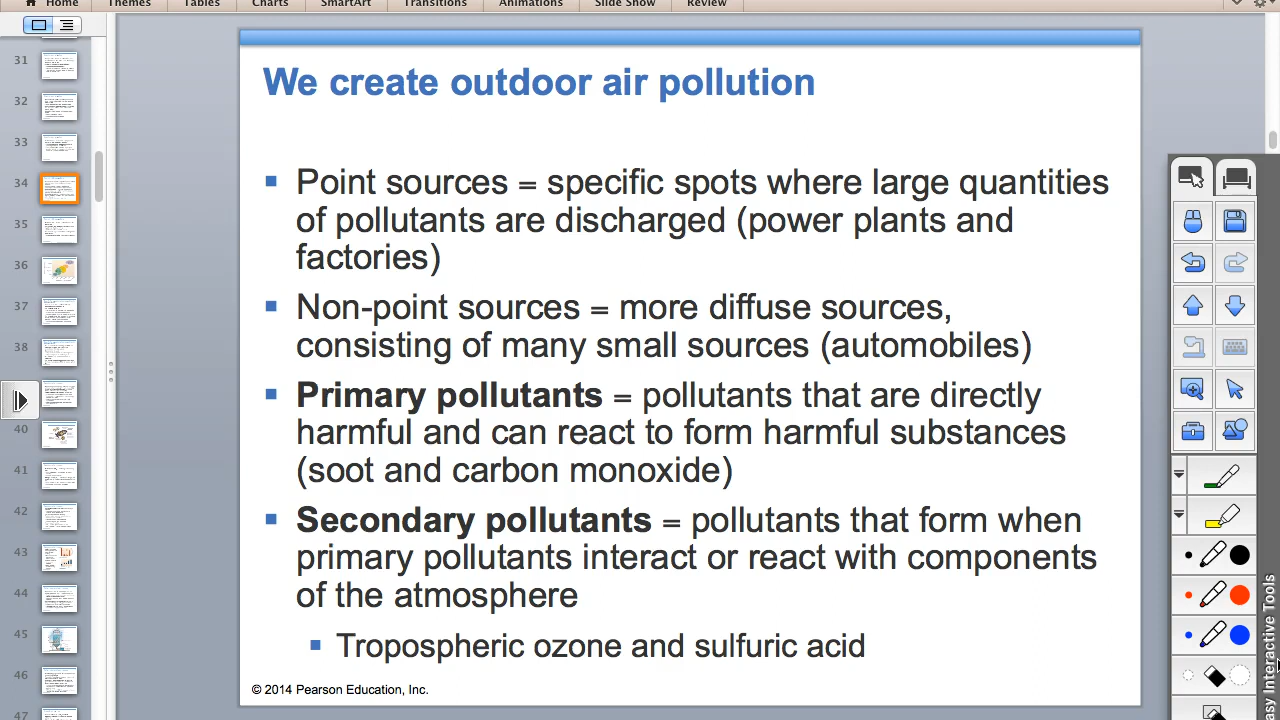 Home Themes Tables Charts SmartArt Transitions Animations Slide Show Review
31
32
33
34
35
36
37
38
40
41
42
43
44
45
46
47
We create outdoor air pollution
Point sources = specific spots where large quantities
of pollutants are discharged (power plants and
factories)
Non-point sources = more diffuse sources,
consisting of many small sources (automobiles)
Primary pollutants = pollutants that are directly
harmful and can react to form harmful substances
(soot and carbon monoxide)
Secondary pollutants = pollutants that form when
primary pollutants interact or react with components
of the atmosphere
Tropospheric ozone and sulfuric acid
© 2014 Pearson Education, Inc.
Interactive Tools